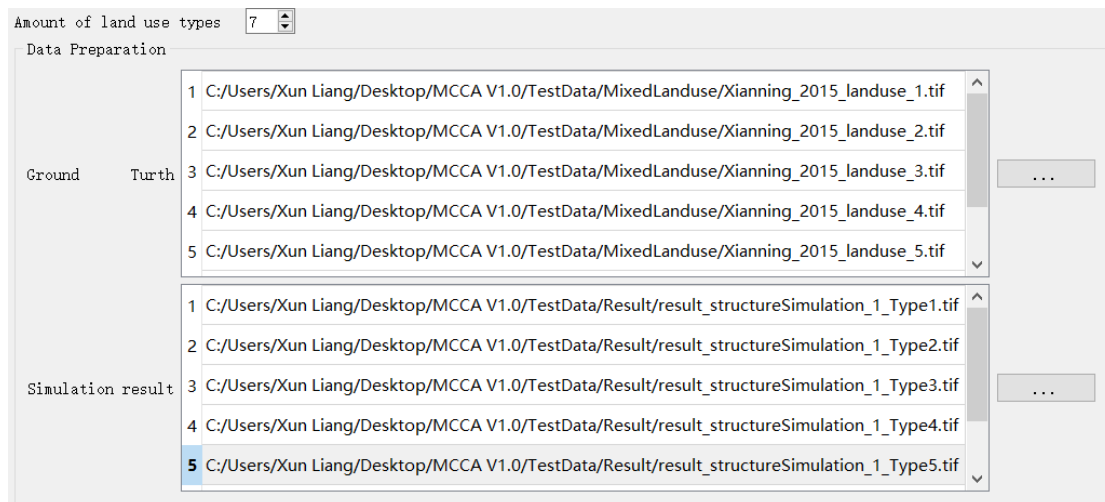 Amount of land use types 7
Data Preparation
1 C:/Users/Xun Liang/Desktop/MCCA V1.0/TestData/MixedLanduse/Xianning_2015_landuse_1.tif
2 C:/Users/Xun Liang/Desktop/MCCA V1.0/TestData/MixedLanduse/Xianning_2015_landuse_2.tif
Ground Turth 3 C:/Users/Xun Liang/Desktop/MCCA V1.0/TestData/MixedLanduse/Xianning_2015_landuse_3.tif ...
4 C:/Users/Xun Liang/Desktop/MCCA V1.0/TestData/MixedLanduse/Xianning_2015_landuse_4.tif
5 C:/Users/Xun Liang/Desktop/MCCA V1.0/TestData/MixedLanduse/Xianning_2015_landuse_5.tif
1 C:/Users/Xun Liang/Desktop/MCCA V1.0/TestData/Result/result_structureSimulation_1_Type1.tif
2 C:/Users/Xun Liang/Desktop/MCCA V1.0/TestData/Result/result_structureSimulation_1_Type2.tif
Simulation result 3 C:/Users/Xun Liang/Desktop/MCCA V1.0/TestData/Result/result_structureSimulation_1_Type3.tif ...
4 C:/Users/Xun Liang/Desktop/MCCA V1.0/TestData/Result/result_structureSimulation_1_Type4.tif
5 C:/Users/Xun Liang/Desktop/MCCA V1.0/TestData/Result/result_structureSimulation_1_Type5.tif